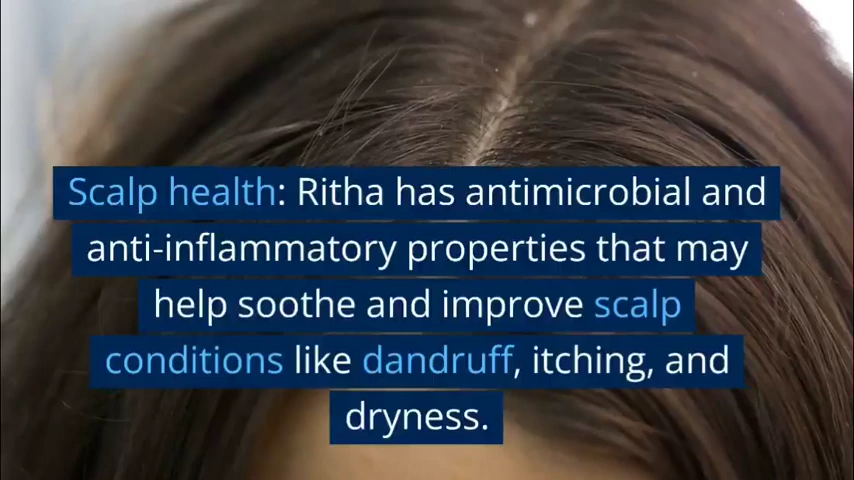 Scalp health: Ritha has antimicrobial and
anti-inflammatory properties that may
help soothe and improve scalp
conditions like dandruff, itching, and
dryness.